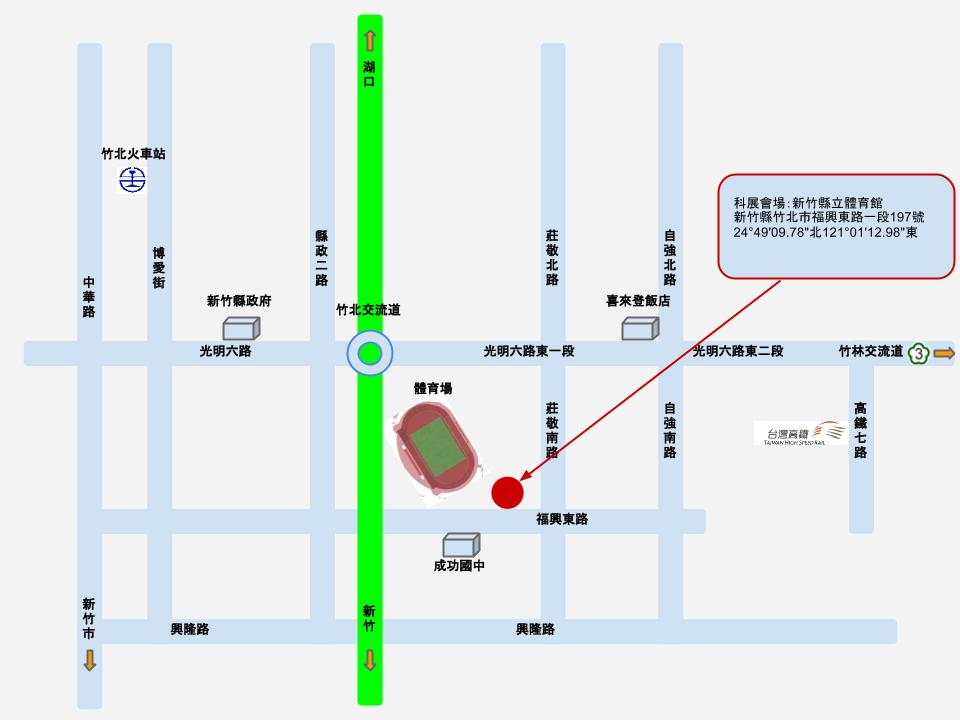 湖口
竹北火車站
科展會場：新竹縣立體育館
新竹縣竹北市福興東路一段197號
24°49'09.78"北121°01'12.98"東
縣政二路
莊敬北路
自強北路
博愛街
中華路
新竹縣政府
喜來登飯店
竹北交流道
光明六路
光明六路東一段
光明六路東二段
竹林交流道
3
體育場
莊敬南路
自強南路
高鐵七路
台灣高鐵
TAIWAN HIGH SPEED RAIL
福興東路
成功國中
新竹市
新竹
興隆路
興隆路